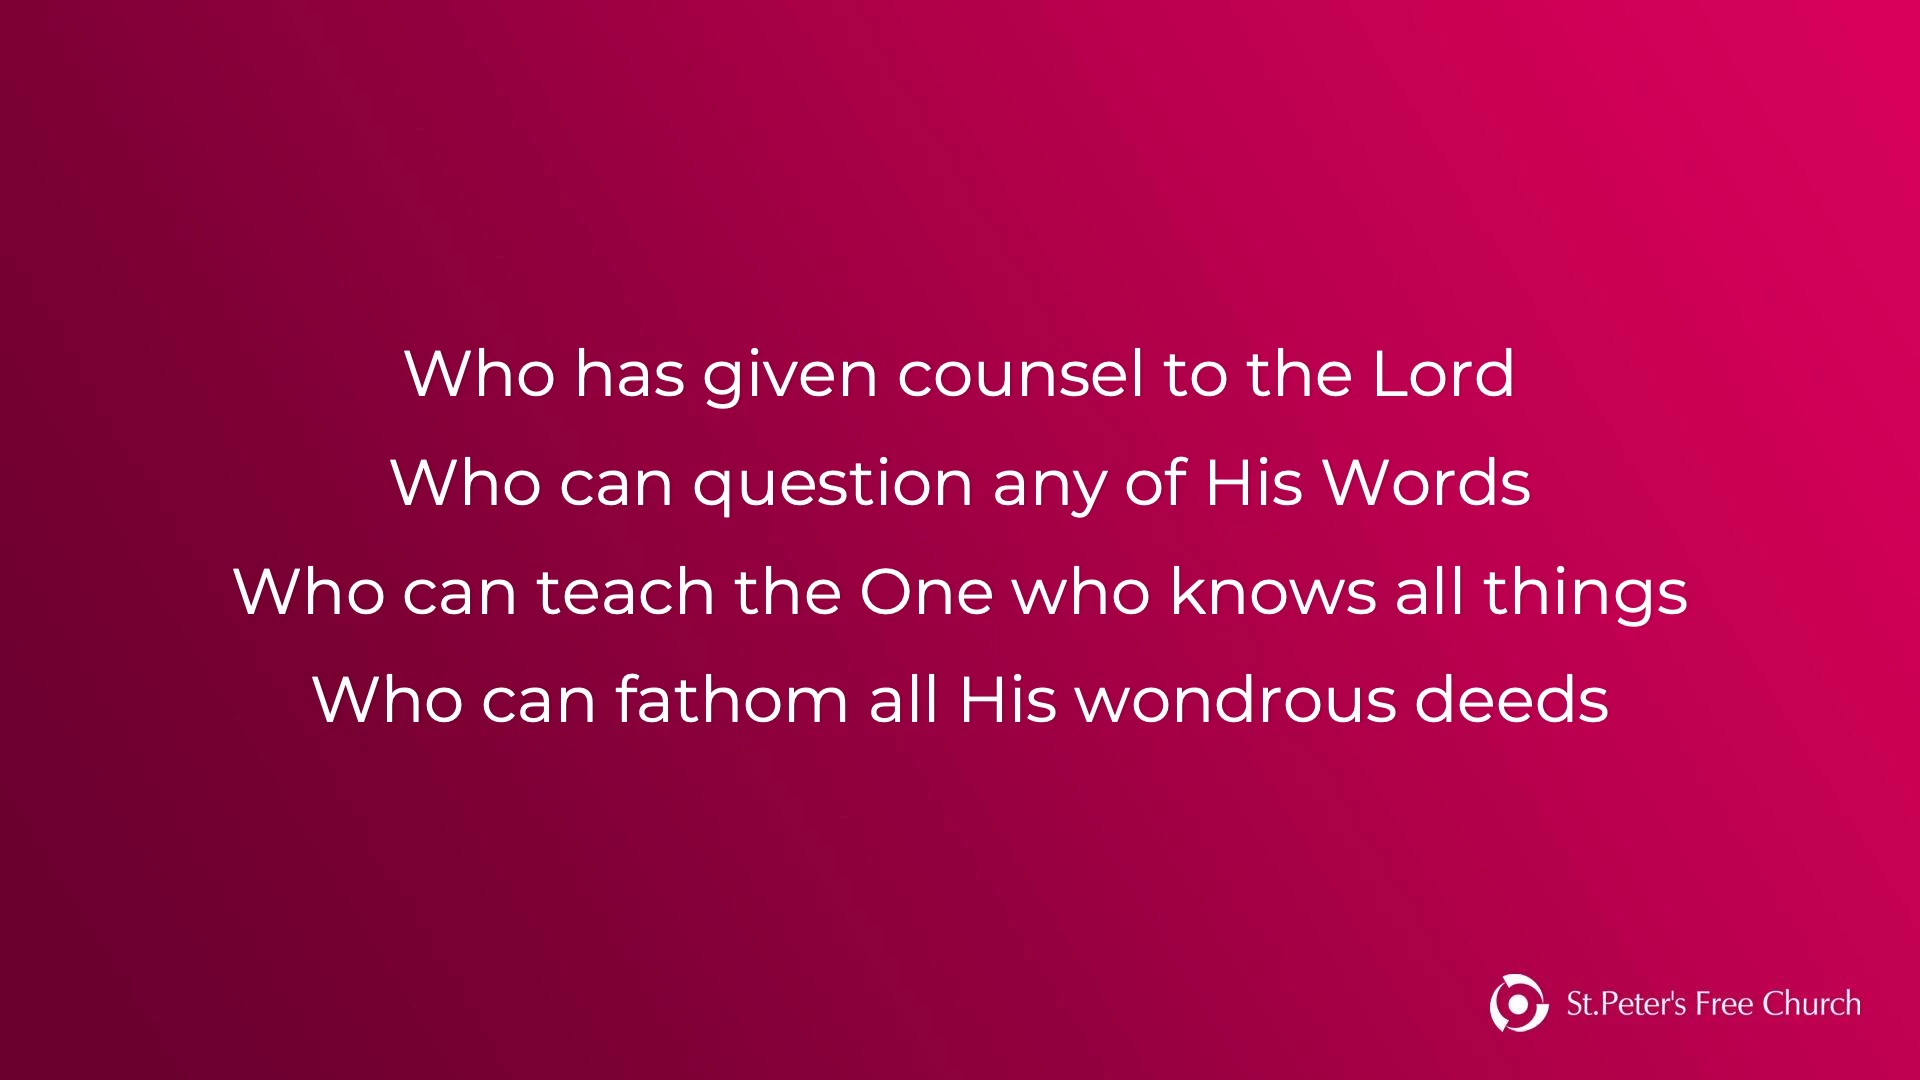 Who has given counsel to the Lord
Who can question any of His Words
Who can teach the One who knows all things
Who can fathom all His wondrous deeds
St.Peter's Free Church